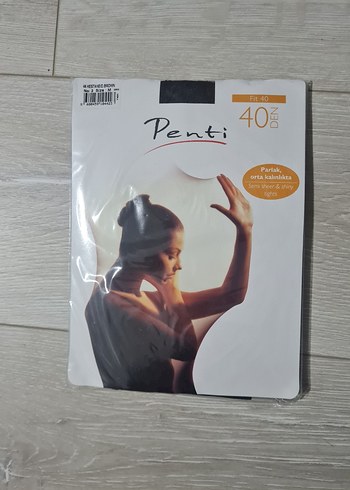 Fit 40
40
DEN
Penti
Parlak,
orta kalınlıkta
Semi sheer & shiny
tights